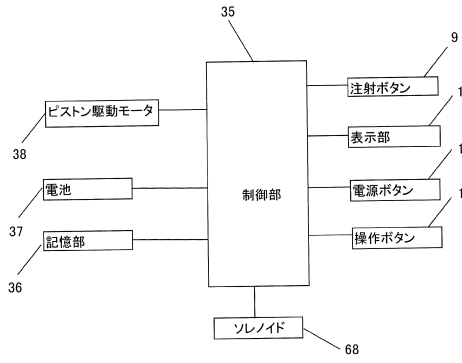 35
9
注射ボタン
ピストン駆動モータ
38
1
表示部
1
電池
37
制御部
電源ボタン
1
記憶部
36
操作ボタン
ソレノイド
68